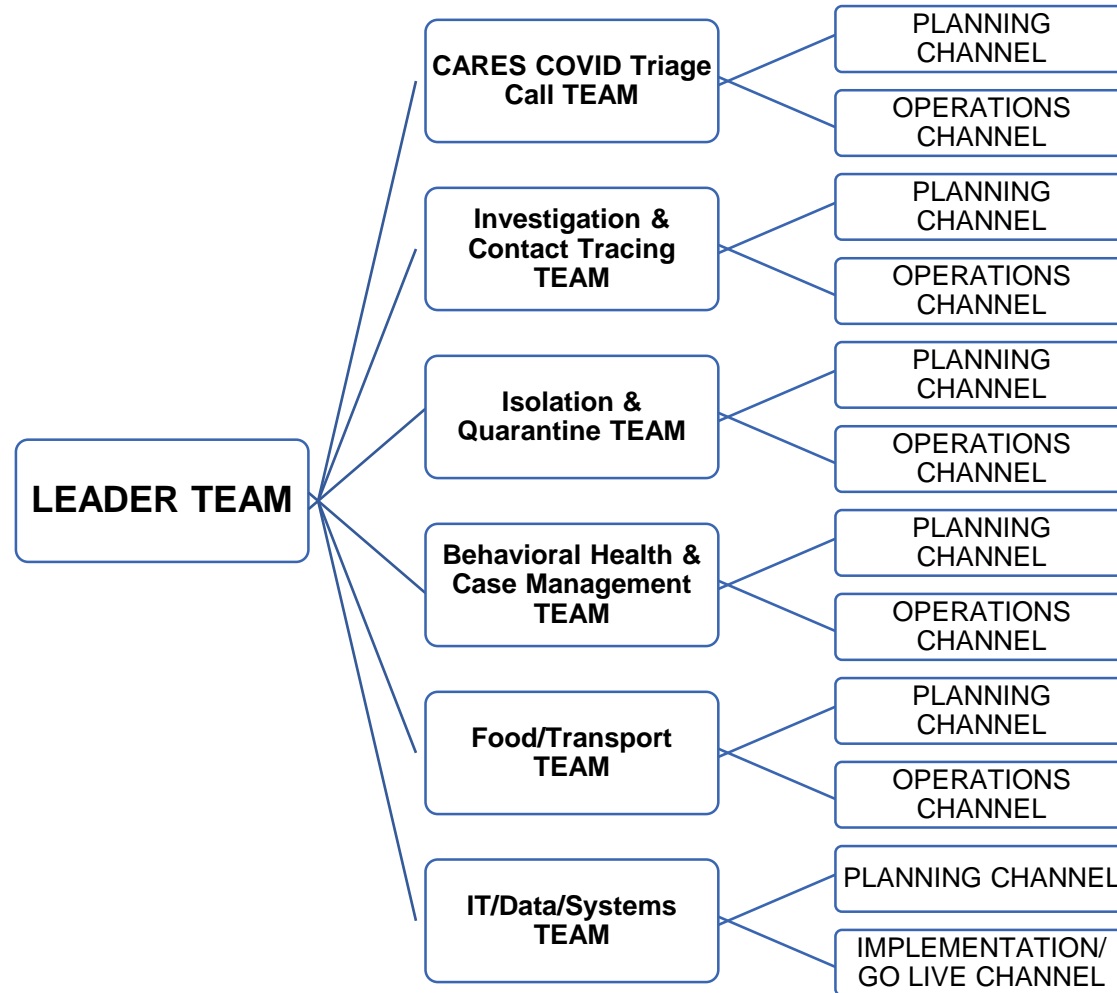 LEADER TEAM
CARES COVID Triage
Call TEAM
PLANNING
CHANNEL
OPERATIONS
CHANNEL
Investigation &
Contact Tracing
TEAM
PLANNING
CHANNEL
OPERATIONS
CHANNEL
Isolation &
Quarantine TEAM
PLANNING
CHANNEL
OPERATIONS
CHANNEL
Behavioral Health &
Case Management
TEAM
PLANNING
CHANNEL
OPERATIONS
CHANNEL
Food/Transport
TEAM
PLANNING
CHANNEL
OPERATIONS
CHANNEL
IT/Data/Systems
TEAM
PLANNING CHANNEL
IMPLEMENTATION/
GO LIVE CHANNEL